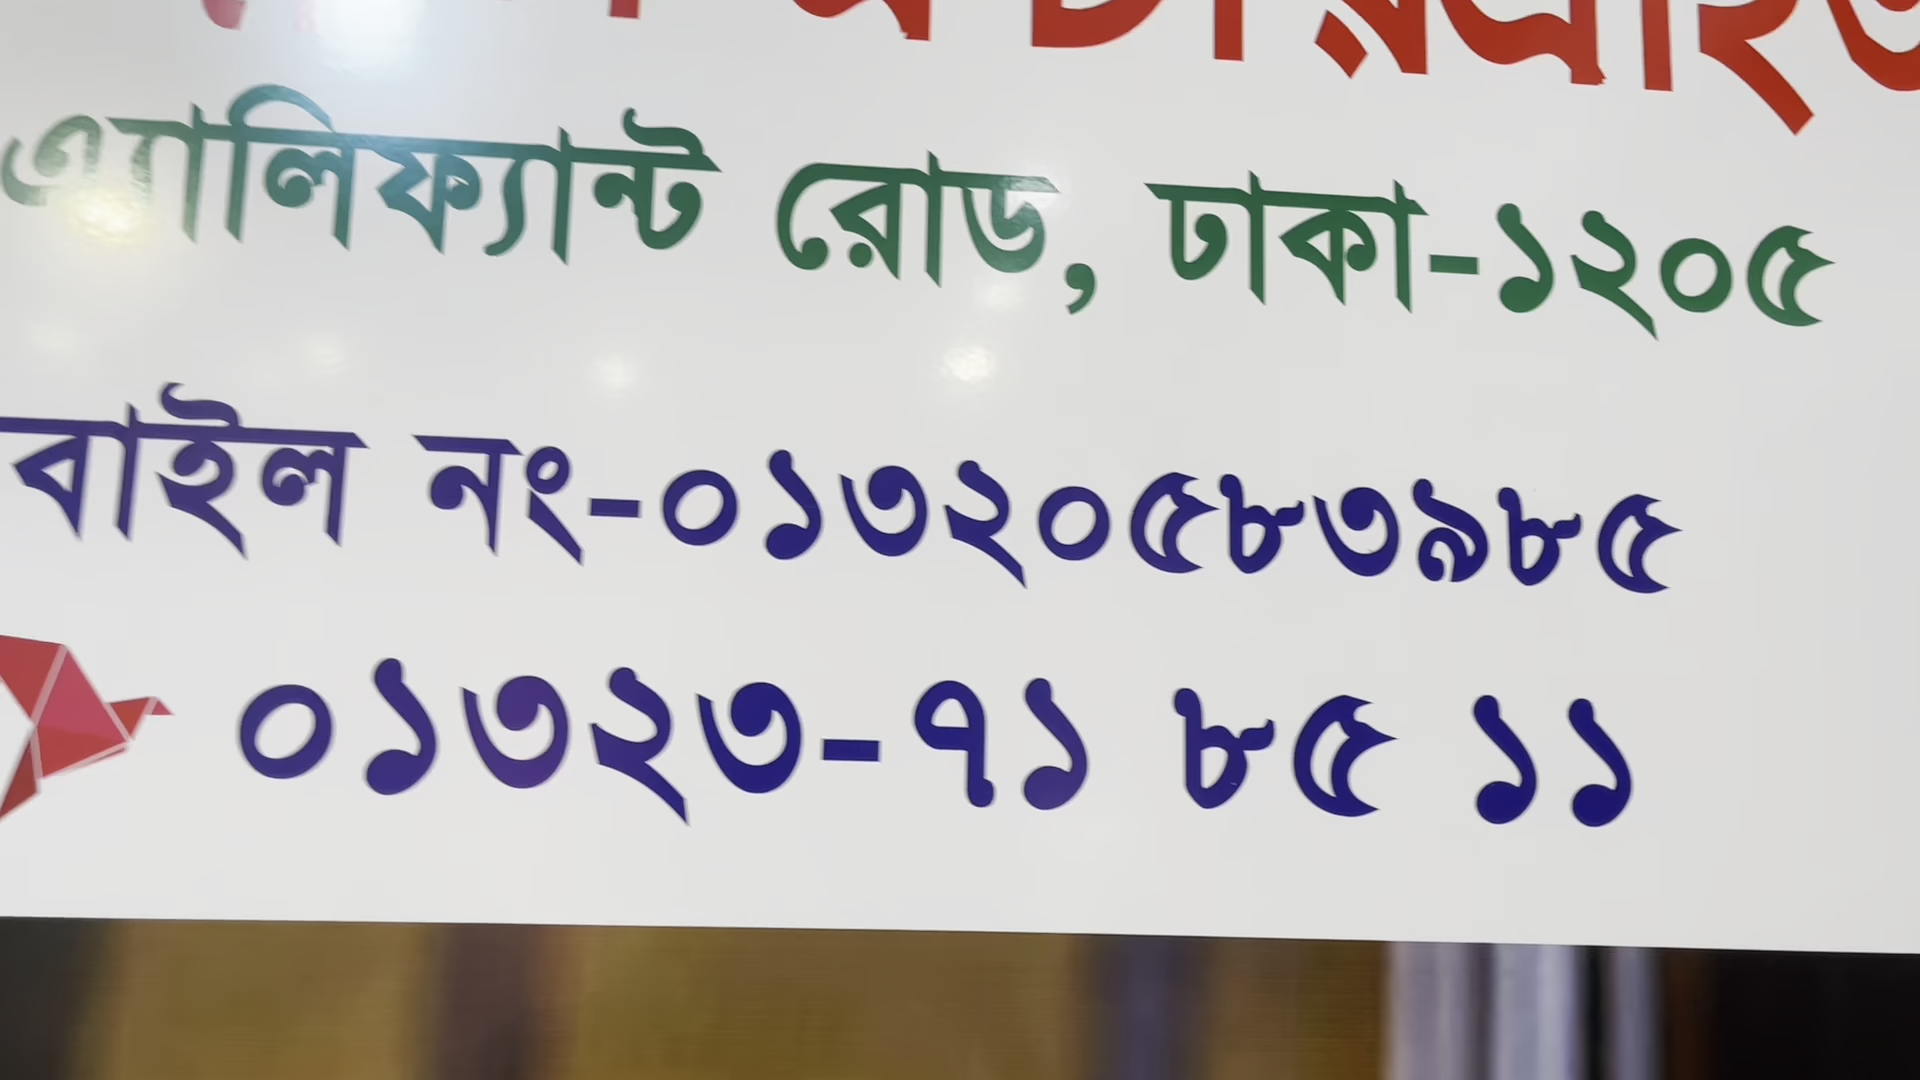 এ্যালিফ্যান্ট রোড, ঢাকা-১২০৫
বাইল নং-০১৩২০৫৮৩৯৮৫
০১৩২৩-৭১ ৮৫ ১১